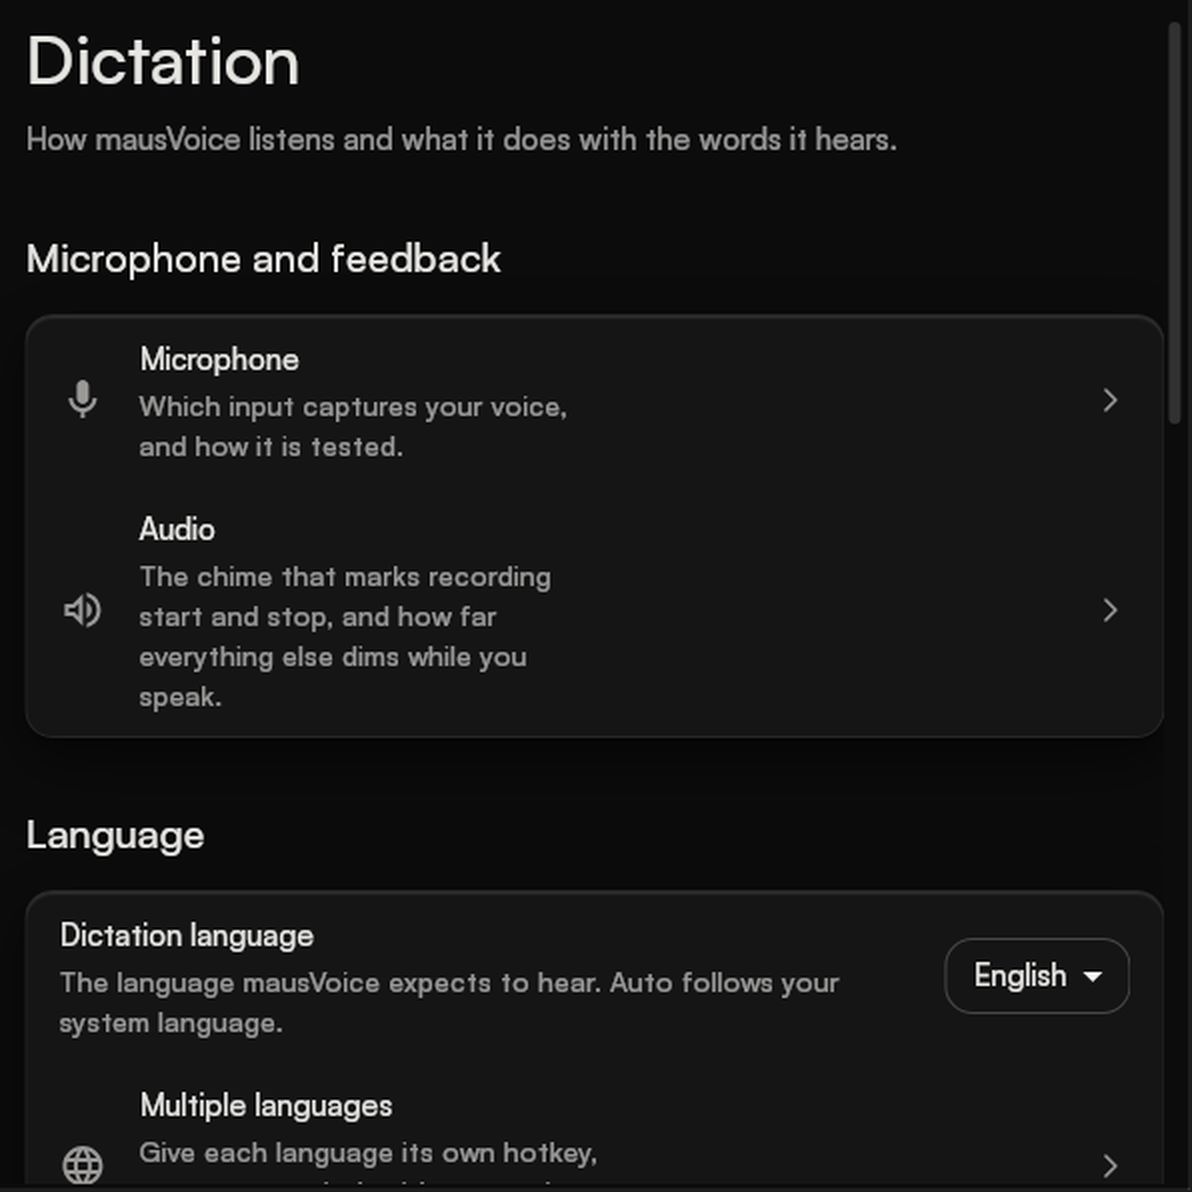 Dictation
How mausVoice listens and what it does with the words it hears.
Microphone and feedback
Microphone
Which input captures your voice,
and how it is tested.
Audio
The chime that marks recording
start and stop, and how far
everything else dims while you
speak.
Language
Dictation language
The language mausVoice expects to hear. Auto follows your
system language.
English
Multiple languages
Give each language its own hotkey,